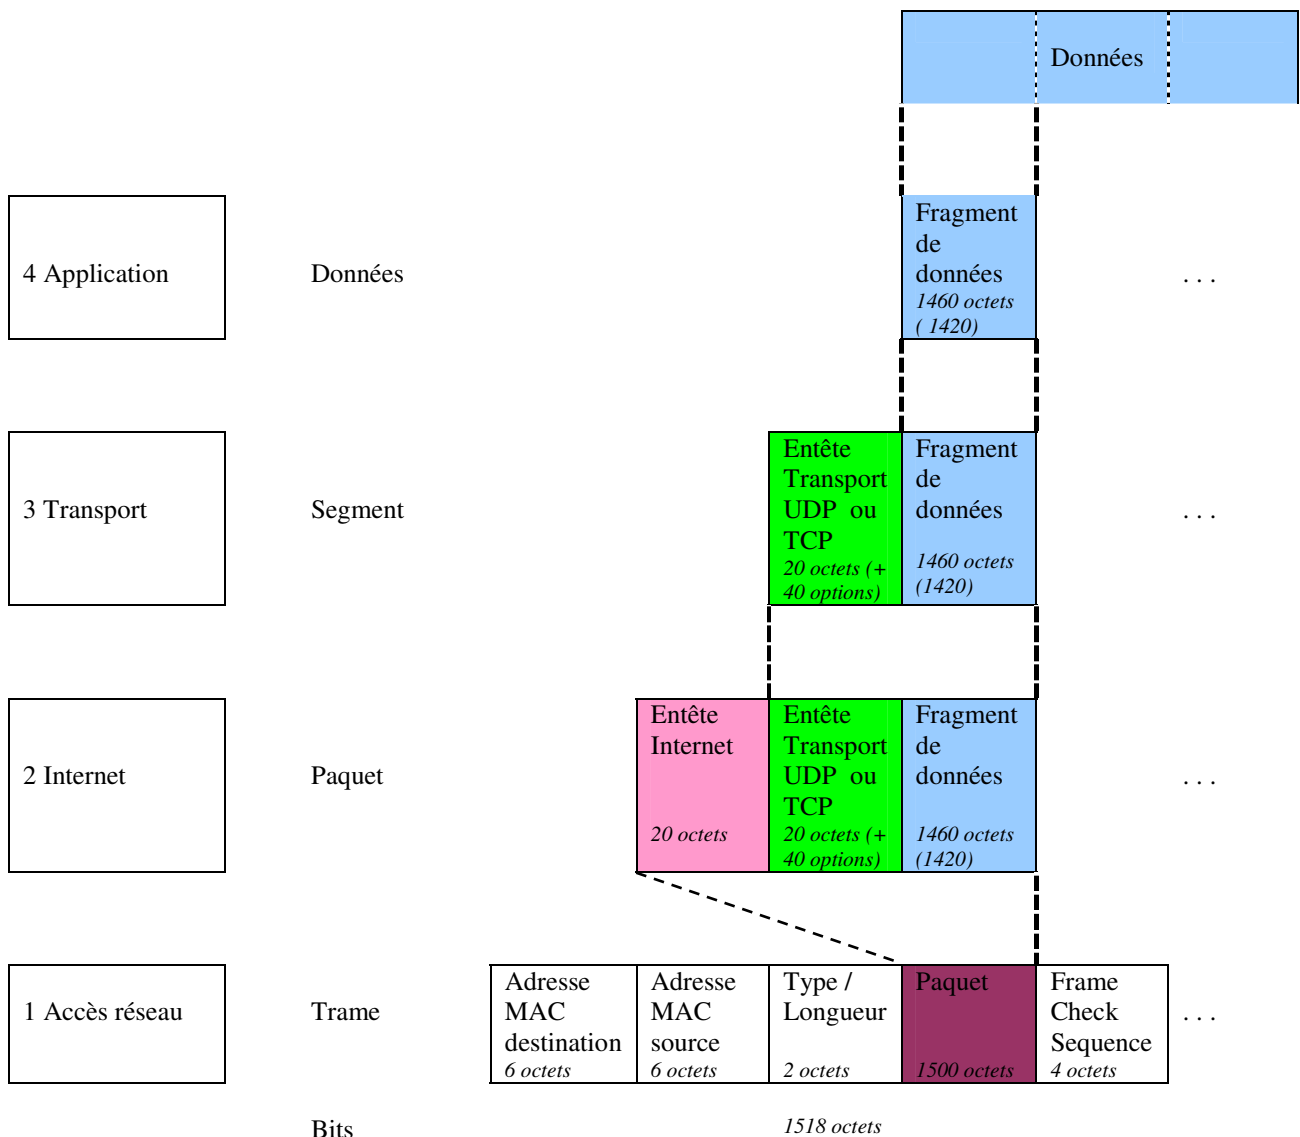 Données
4 Application
Données
Fragment
de
données
1460 octets
( 1420)
. . .
3 Transport
Segment
Entête
Transport
UDP ou
TCP
20 octets (+
40 options)
Fragment
de
données
1460 octets
(1420)
. . .
2 Internet
Paquet
Entête
Internet
20 octets
Entête
Transport
UDP ou
TCP
20 octets (+
40 options)
Fragment
de
données
1460 octets
(1420)
. . .
1 Accès réseau
Trame
Adresse
MAC
destination
6 octets
Adresse
MAC
source
6 octets
Type /
Longueur
2 octets
Paquet
1500 octets
Frame
Check
Sequence
4 octets
. . .
Bits
1518 octets